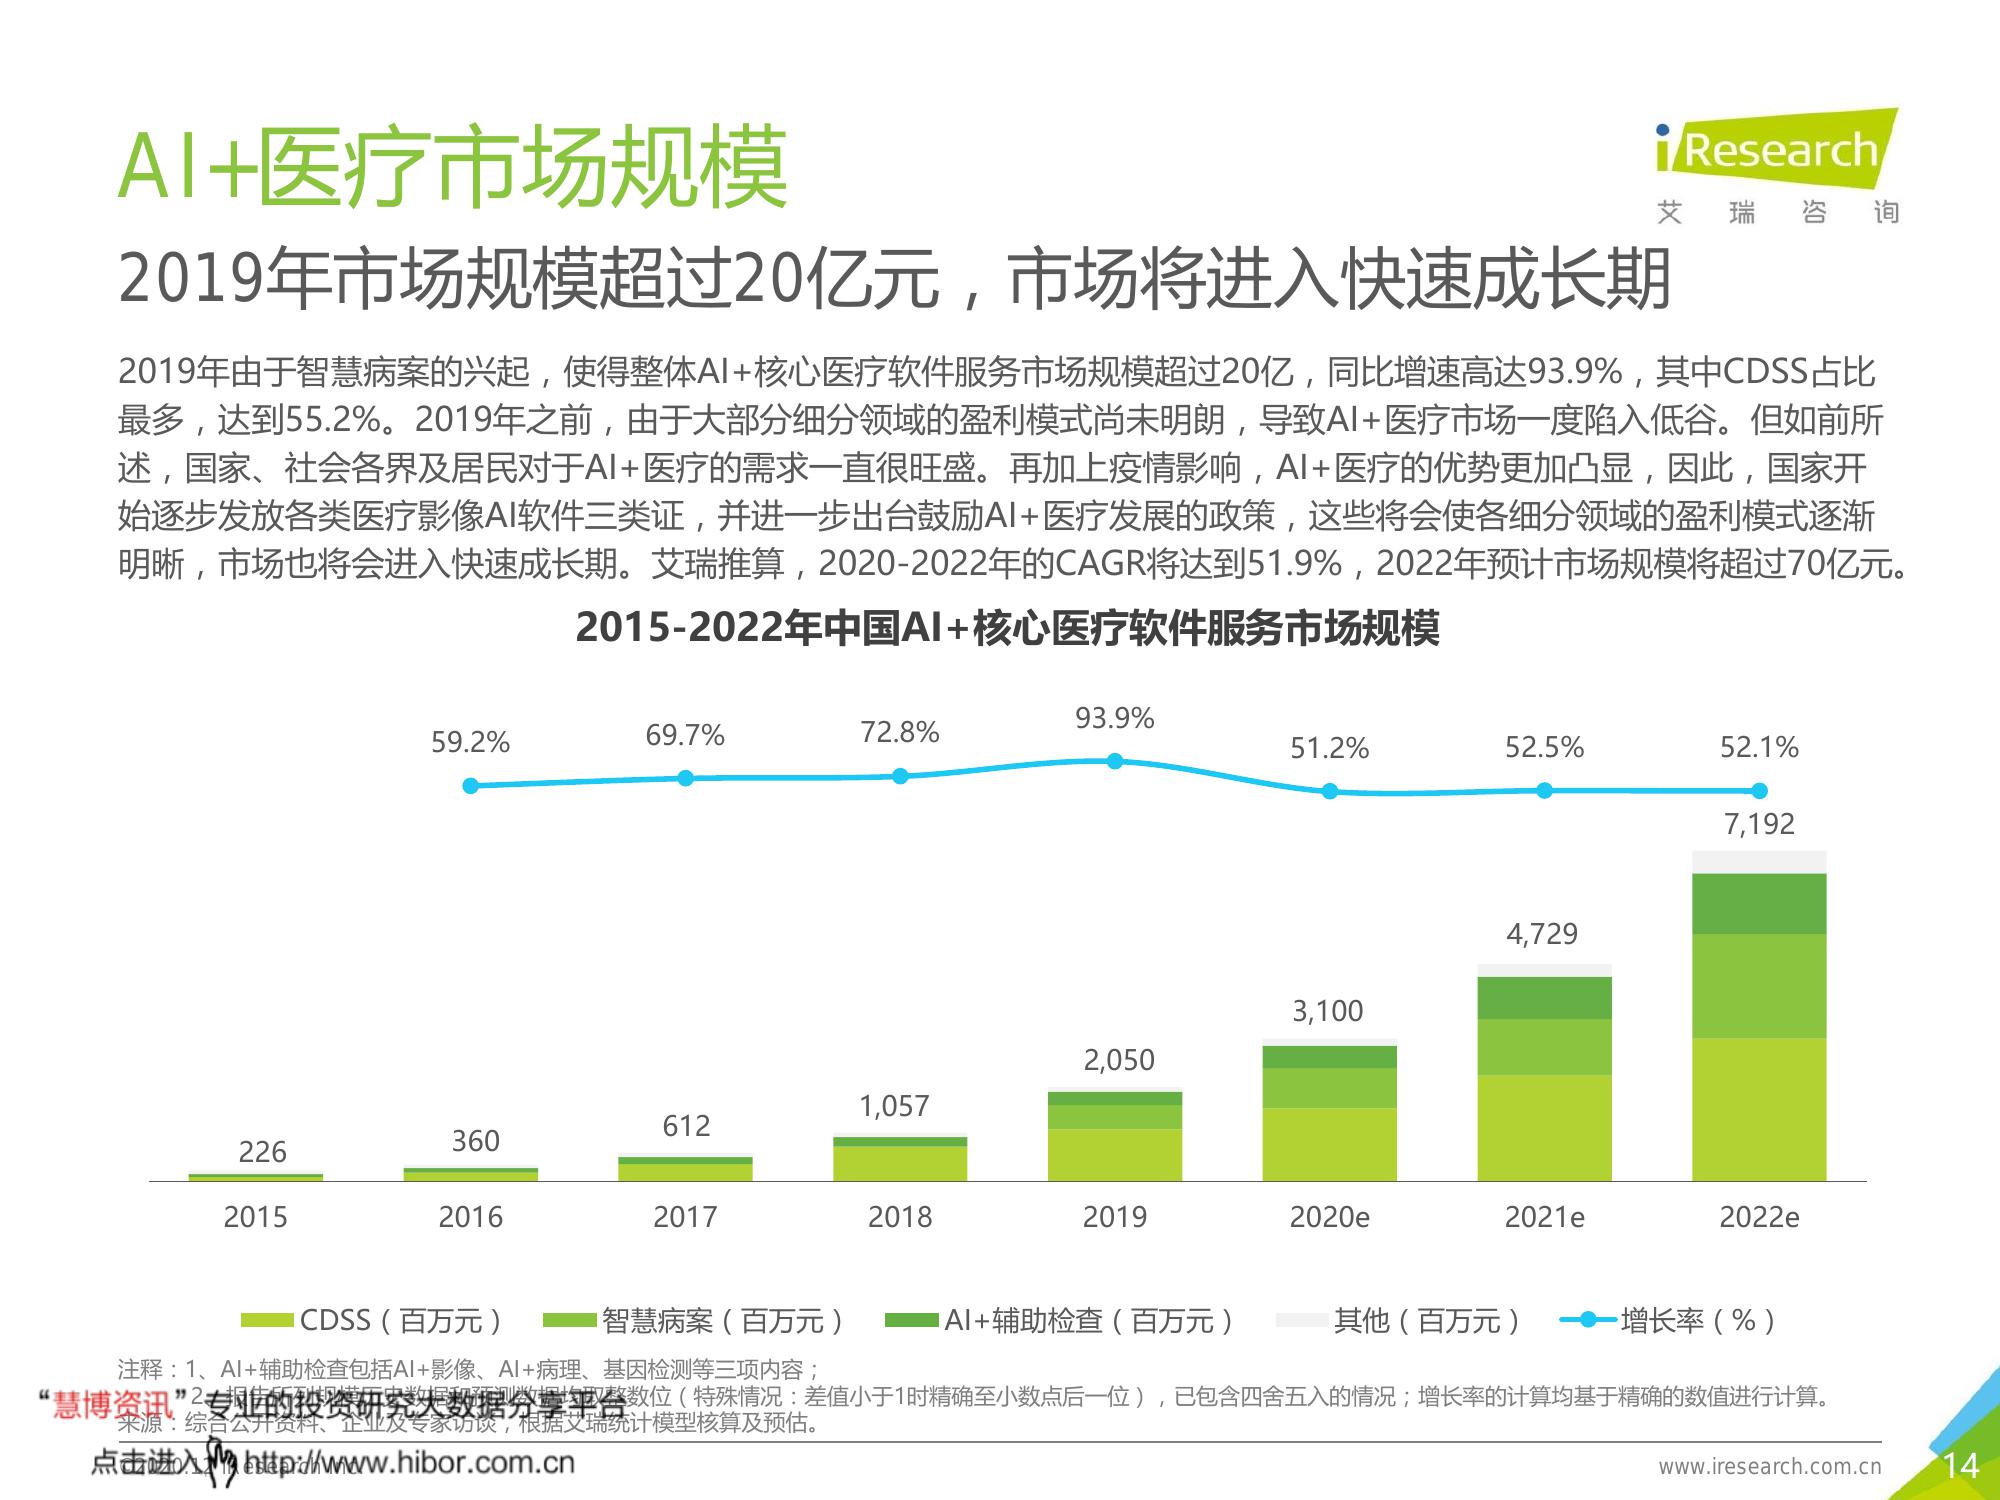 AI+医疗市场规模
iResearch
艾瑞咨询
2019年市场规模超过20亿元，市场将进入快速成长期
2019年由于智慧病案的兴起，使得整体AI+核心医疗软件服务市场规模超过20亿，同比增速高达93.9%，其中CDSS占比
最多，达到55.2%。2019年之前，由于大部分细分领域的盈利模式尚未明朗，导致AI+医疗市场一度陷入低谷。但如前所
述，国家、社会各界及居民对于AI+医疗的需求一直很旺盛。再加上疫情影响，AI+医疗的优势更加凸显，因此，国家开
始逐步发放各类医疗影像AI软件三类证，并进一步出台鼓励AI+医疗发展的政策，这些将会使各细分领域的盈利模式逐渐
明晰，市场也将会进入快速成长期。艾瑞推算，2020-2022年的CAGR将达到51.9%，2022年预计市场规模将超过70亿元。
2015-2022年中国AI+核心医疗软件服务市场规模
59.2% 69.7% 72.8% 93.9% 51.2% 52.5% 52.1%
226 360 612 1,057 2,050 3,100 4,729 7,192
2015 2016 2017 2018 2019 2020e 2021e 2022e
CDSS（百万元） 智慧病案（百万元） AI+辅助检查（百万元） 其他（百万元） 增长率（%）
注释：1、AI+辅助检查包括AI+影像、AI+病理、基因检测等三项内容；
2、报告所列规模历史数据和预测数据均取整数位（特殊情况：差值小于1时精确至小数点后一位），已包含四舍五入的情况；增长率的计算均基于精确的数值进行计算。
“慧博资讯”专业的投资研究大数据分享平台
来源：综合公开资料、企业及专家访谈，根据艾瑞统计模型核算及预估。
点击进入 http://www.hibor.com.cn
©2020.12 iResearch Inc.
www.iresearch.com.cn
14